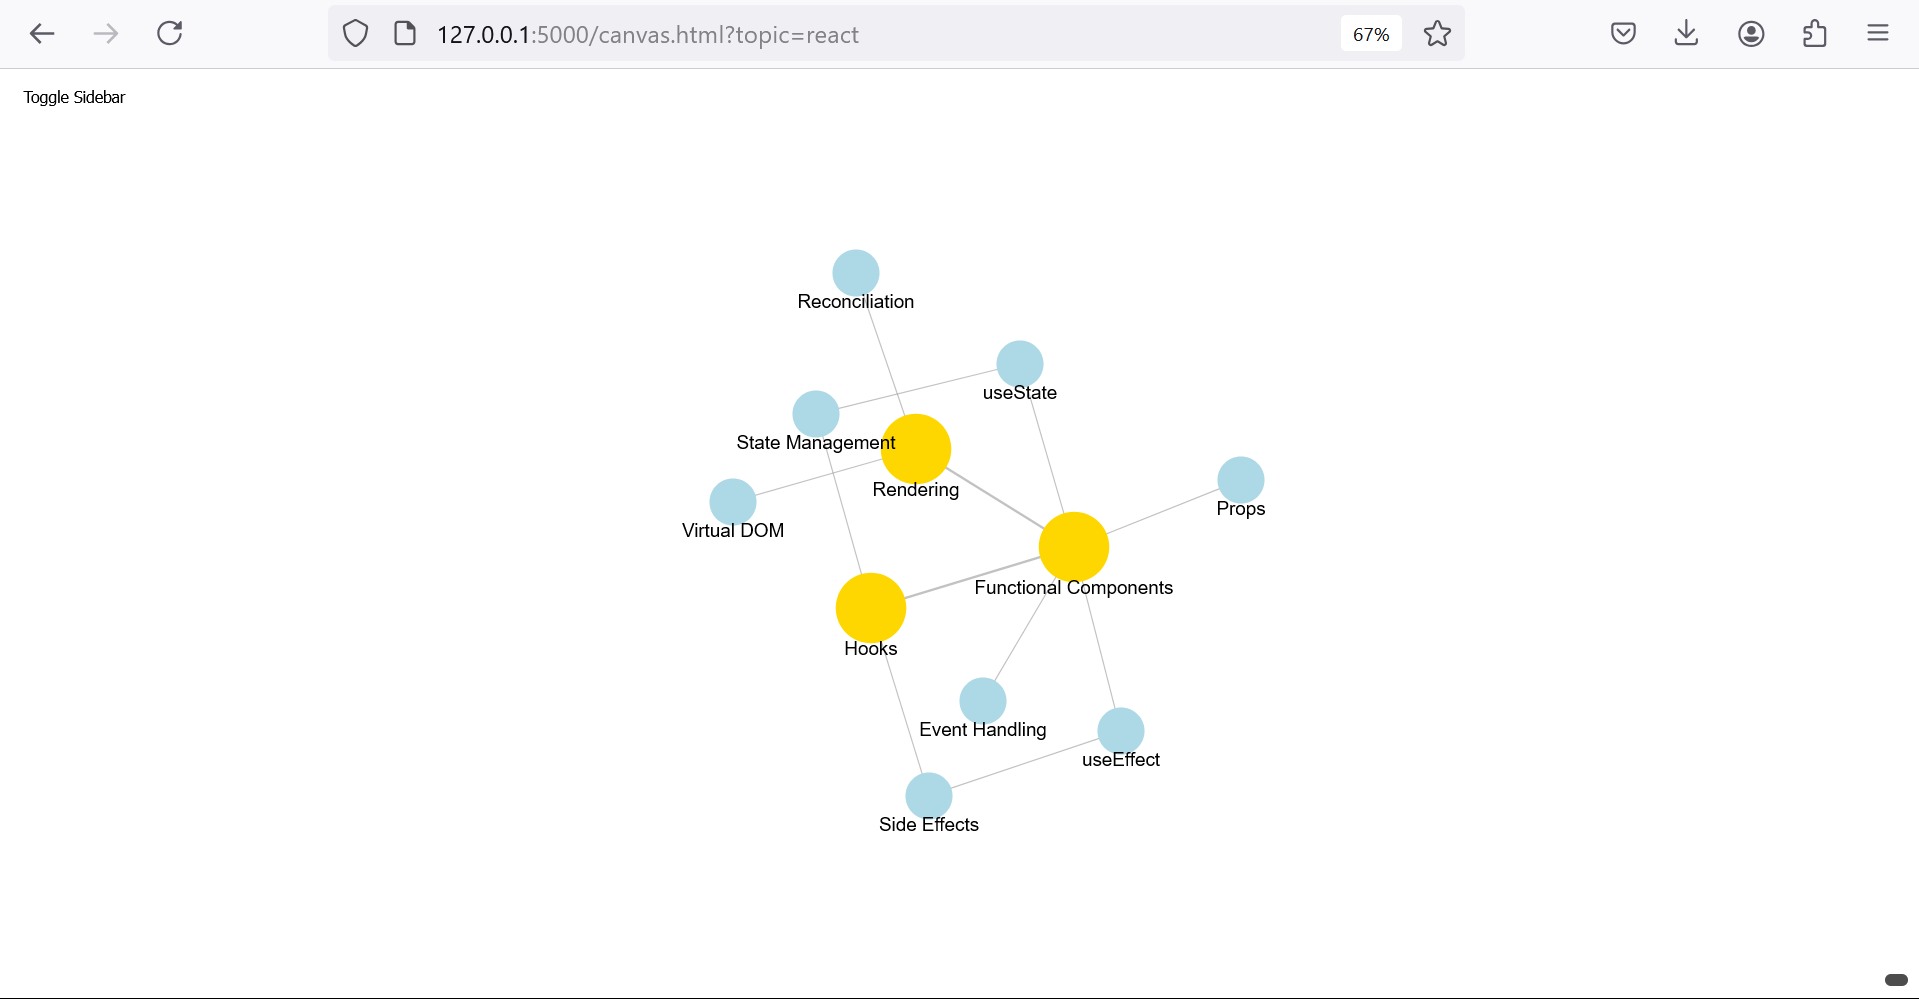 127.0.0.1:5000/canvas.html?topic=react
67%
Toggle Sidebar
Reconciliation
useState
State Management
Rendering
Props
Virtual DOM
Functional Components
Hooks
Event Handling
useEffect
Side Effects